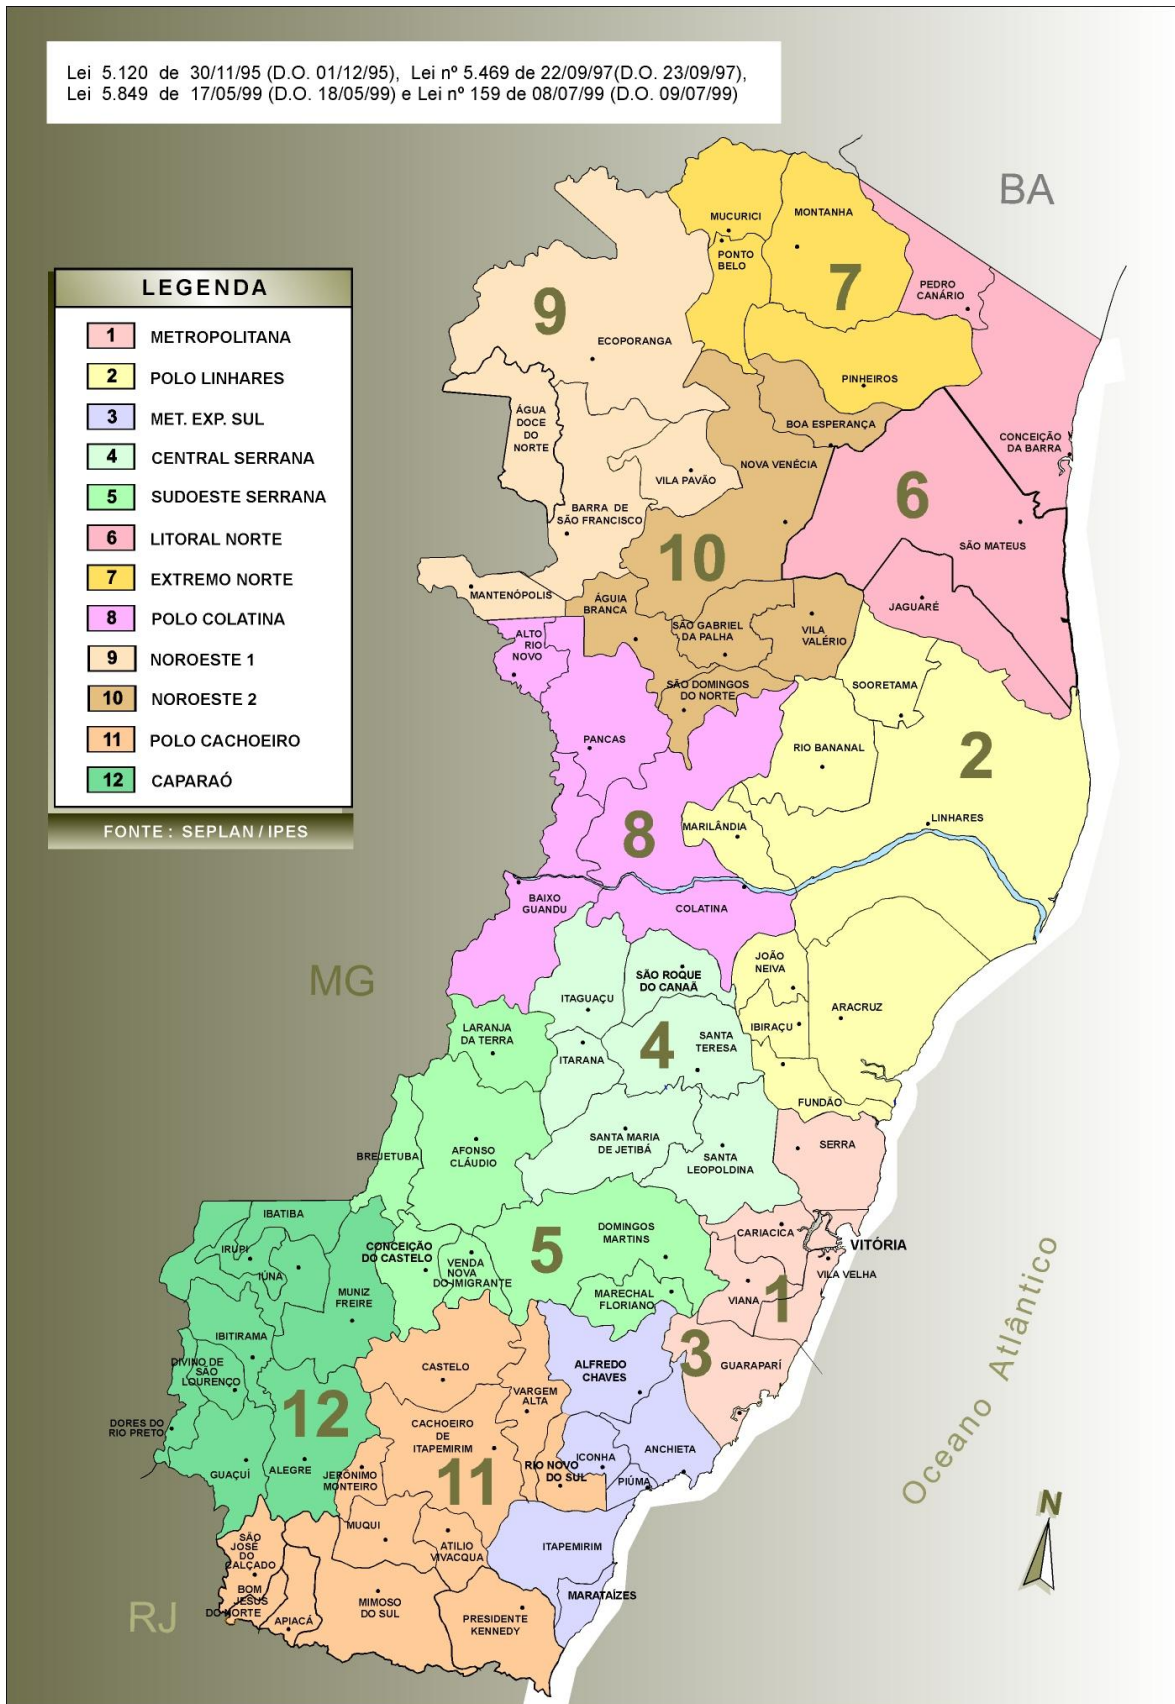 Lei 5.120 de 30/11/95 (D.O. 01/12/95), Lei nº 5.469 de 22/09/97(D.O. 23/09/97),
Lei 5.849 de 17/05/99 (D.O. 18/05/99) e Lei nº 159 de 08/07/99 (D.O. 09/07/99)
BA
LEGENDA
1 METROPOLITANA
2 POLO LINHARES
3 MET. EXP. SUL
4 CENTRAL SERRANA
5 SUDOESTE SERRANA
6 LITORAL NORTE
7 EXTREMO NORTE
8 POLO COLATINA
9 NOROESTE 1
10 NOROESTE 2
11 POLO CACHOEIRO
12 CAPARAÓ
FONTE : SEPLAN / IPES
MUCURICI
MONTANHA
PONTO
BELO
7
PEDRO
CANÁRIO
9
ECOPORANGA
PINHEIROS
ÁGUA
DOCE
DO
NORTE
BOA ESPERANÇA
CONCEIÇÃO
DA BARRA
NOVA VENÉCIA
VILA PAVÃO
6
BARRA DE
SÃO FRANCISCO
10
SÃO MATEUS
MANTENÓPOLIS
ÁGUIA
BRANCA
JAGUARÉ
SÃO GABRIEL
DA PALHA
VILA
VALÉRIO
ALTO
RIO
NOVO
SÃO DOMINGOS
DO NORTE
SOORETAMA
PANCAS
RIO BANANAL
2
8
MARILÂNDIA
LINHARES
BAIXO
GUANDU
COLATINA
MG
JOÃO
NEIVA
SÃO ROQUE
DO CANAÃ
ITAGUAÇU
ARACRUZ
LARANJA
DA TERRA
IBIRAÇU
SANTA
TERESA
4
ITARANA
FUNDÃO
AFONSO
CLÁUDIO
BREJETUBA
SANTA MARIA
DE JETIBÁ
SANTA
LEOPOLDINA
SERRA
IBATIBA
DOMINGOS
MARTINS
CARIACICA
VITÓRIA
5
IRUPI
IÚNA
CONCEIÇÃO
DO CASTELO
VENDA
NOVA
DO IMIGRANTE
VILA VELHA
MUNIZ
FREIRE
MARECHAL
FLORIANO
VIANA
1
IBITIRAMA
3
GUARAPARÍ
DIVINO DE
SÃO
LOURENÇO
CASTELO
ALFREDO
CHAVES
VARGEM
ALTA
12
DORES DO
RIO PRETO
CACHOEIRO
DE
ITAPEMIRIM
ANCHIETA
ICONHA
GUAÇUÍ
ALEGRE
JERÔNIMO
MONTEIRO
11
RIO NOVO
DO SUL
PIÚMA
MUQUI
SÃO
JOSÉ
DO
CALÇADO
ATILIO
VIVACQUA
ITAPEMIRIM
BOM
JESUS
DO NORTE
MARATAÍZES
MIMOSO
DO SUL
APIACÁ
PRESIDENTE
KENNEDY
RJ
Oceano Atlântico
N